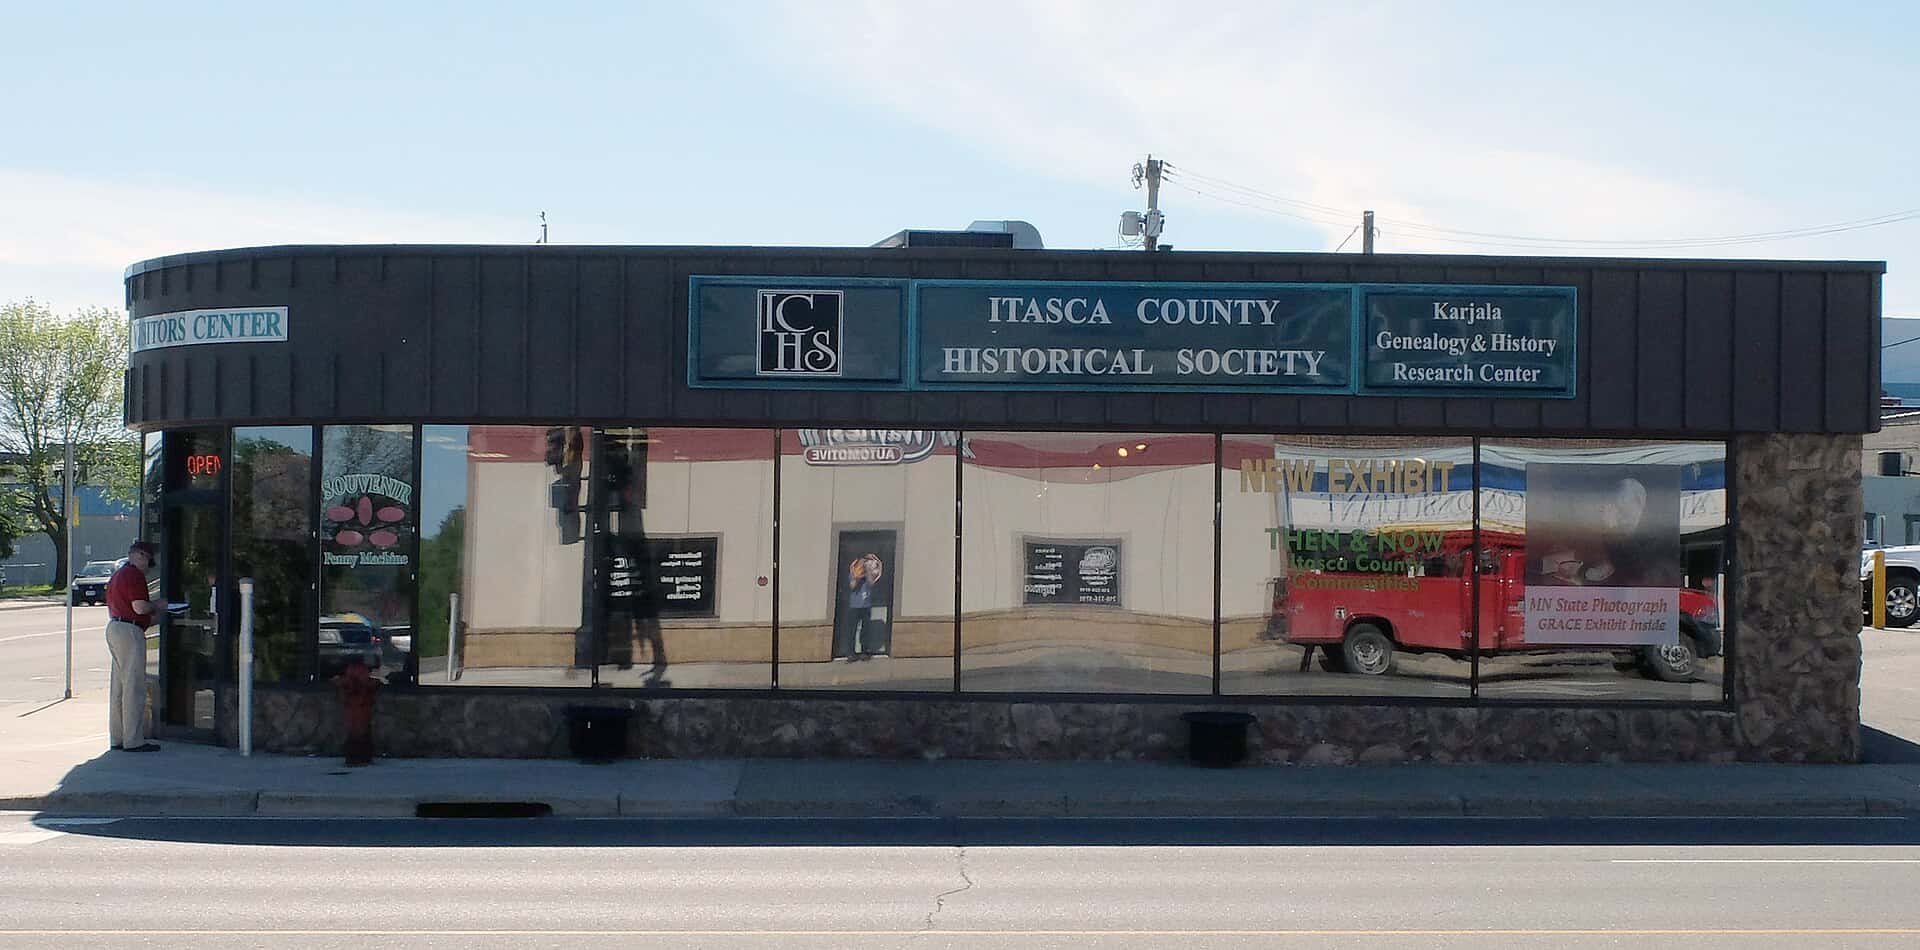 ITORS CENTER
IC
HS
ITASCA COUNTY
HISTORICAL SOCIETY
Karjala
Genealogy & History
Research Center
OPEN
SOUVENIR
Penny Machine
AUTOMOTIVE
NEW EXHIBIT
THEN & NOW
Itasca County
Communities
MN State Photograph
GRACE Exhibit Inside